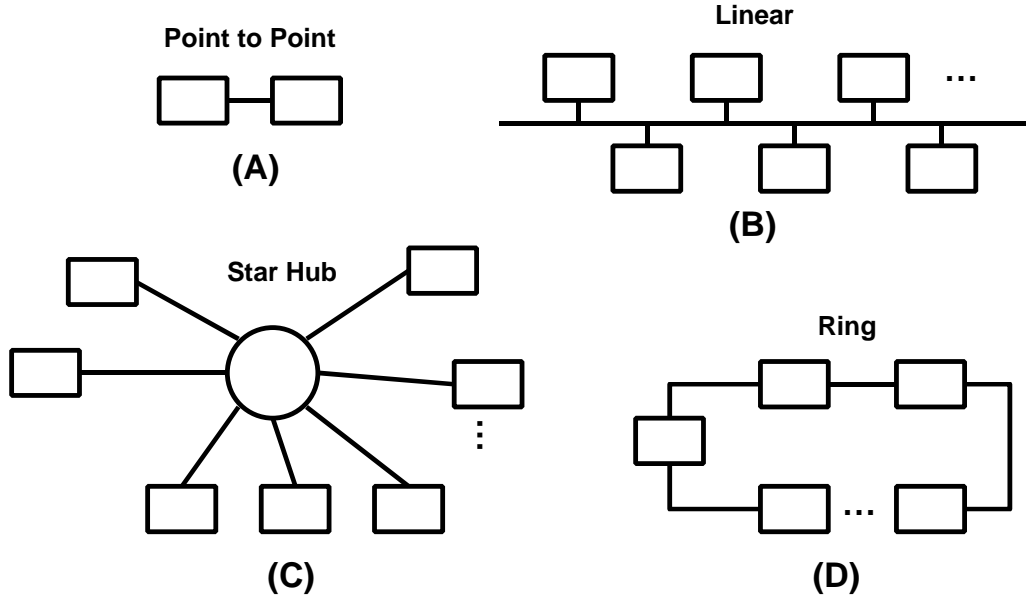 Point to Point
(A)
Linear
...
(B)
Star Hub
...
(C)
Ring
...
(D)